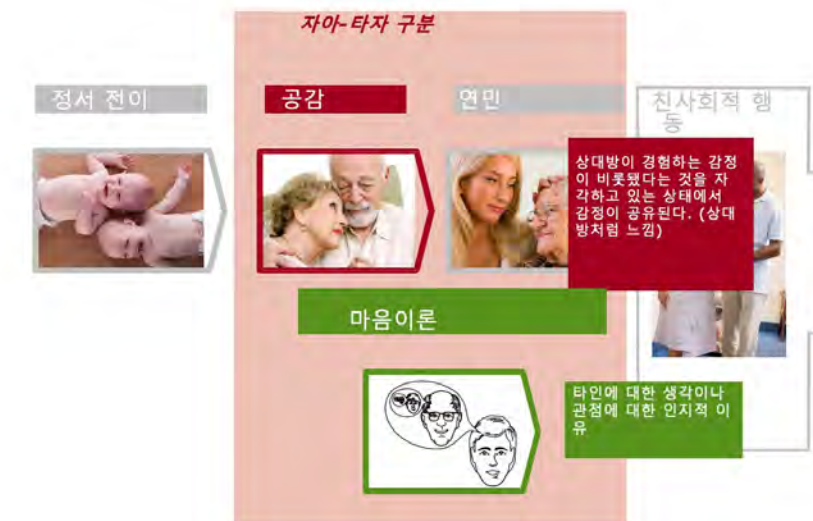 자아-타자 구분
정서 전이
공감
연민
친사회적 행
동
상대방이 경험하는 감정
이 비롯됐다는 것을 자
각하고 있는 상태에서
감정이 공유된다. (상대
방처럼 느낌)
마음이론
타인에 대한 생각이나
관점에 대한 인지적 이
유